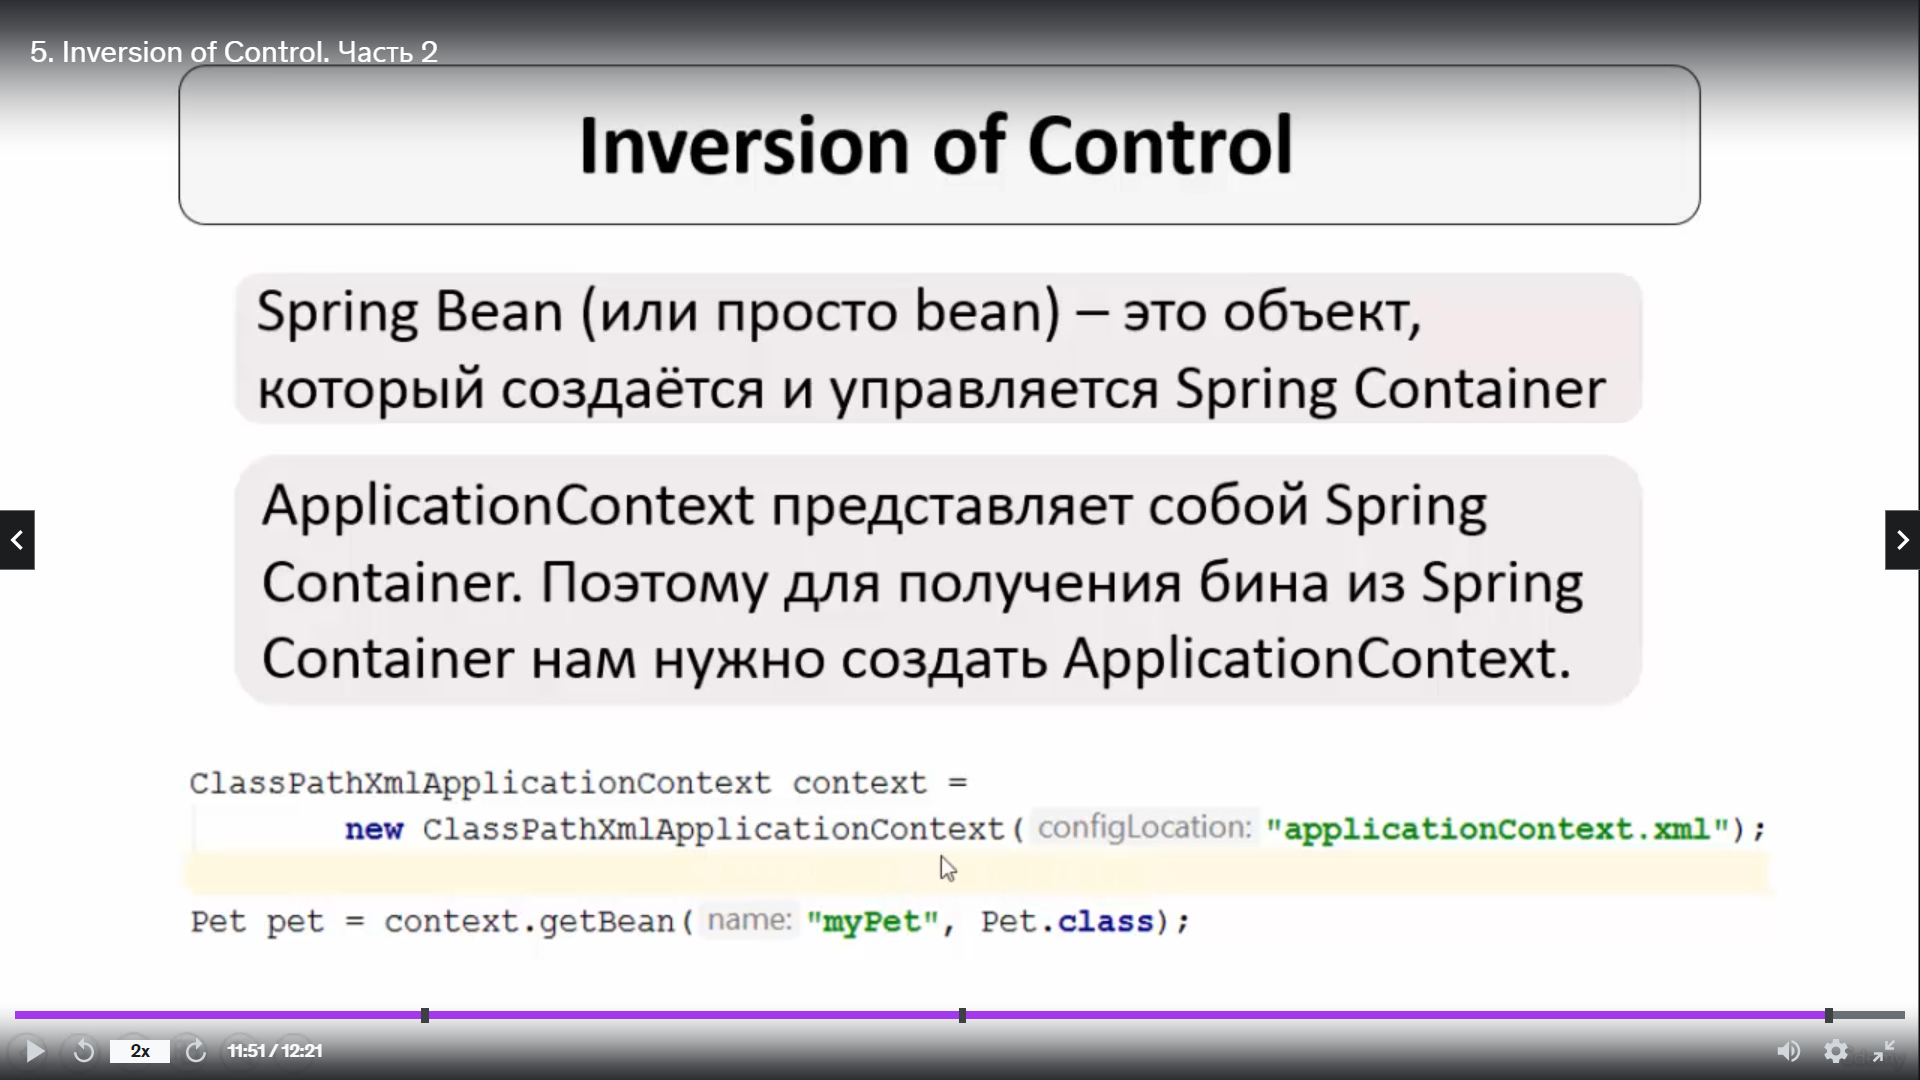 5. Inversion of Control. Часть 2
Inversion of Control
Spring Bean (или просто bean) – это объект,
который создаётся и управляется Spring Container
ApplicationContext представляет собой Spring
Container. Поэтому для получения бина из Spring
Container нам нужно создать ApplicationContext.
ClassPathXmlApplicationContext context =
new ClassPathXmlApplicationContext( configLocation: "applicationContext.xml");
Pet pet = context.getBean( name: "myPet", Pet.class);
2x
11:51 / 12:21